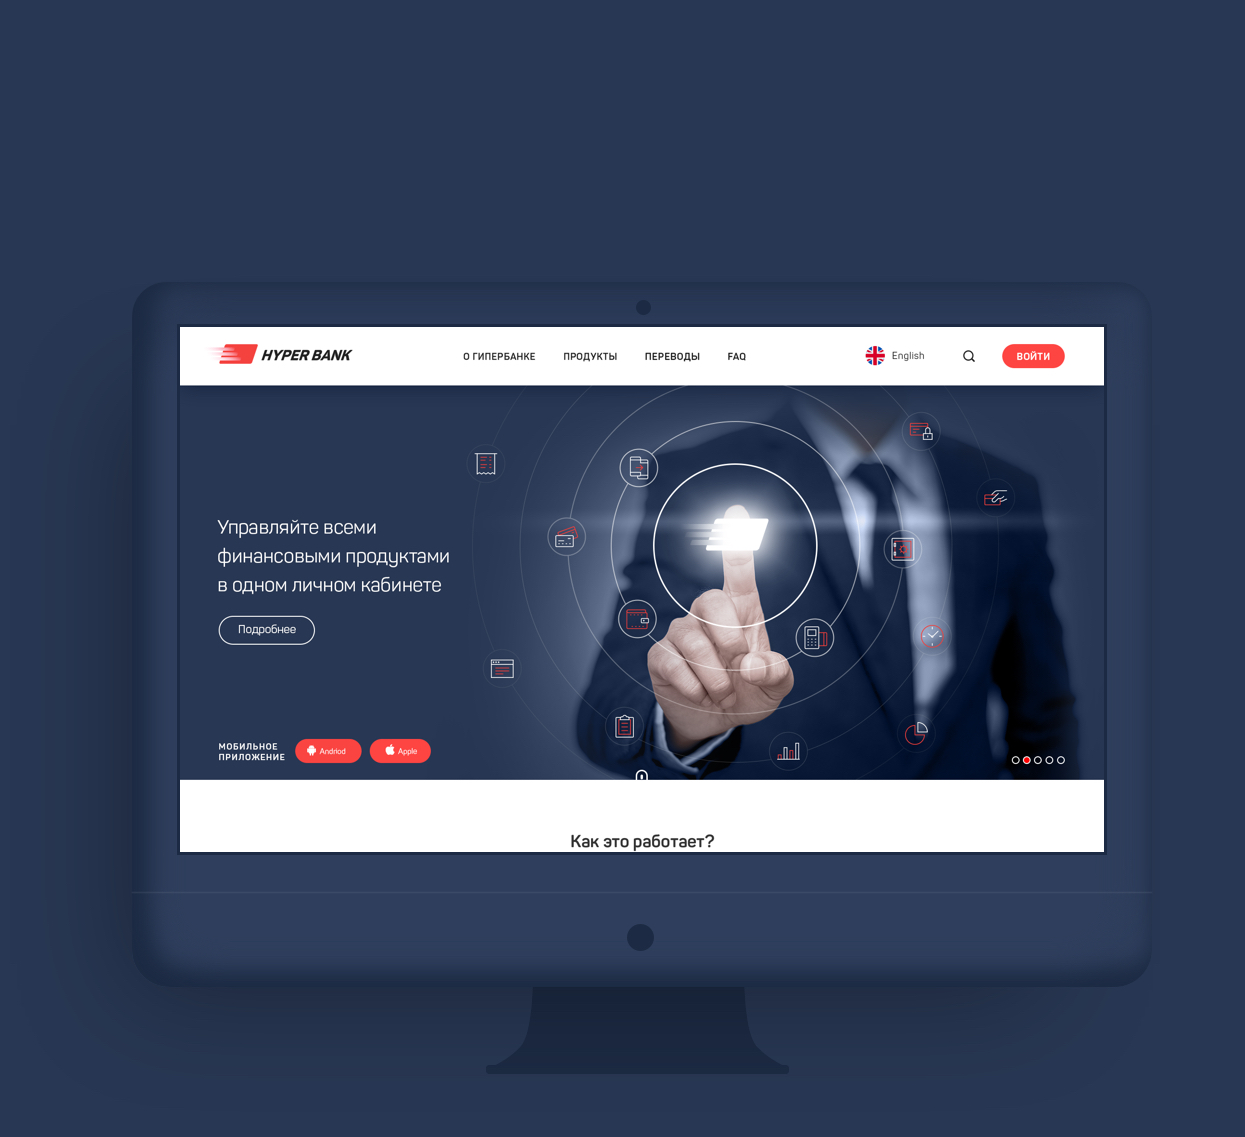 HYPER BANK
О ГИПЕРБАНКЕ ПРОДУКТЫ ПЕРЕВОДЫ FAQ
English
ВОЙТИ
Управляйте всеми
финансовыми продуктами
в одном личном кабинете
Подробнее
МОБИЛЬНОЕ
ПРИЛОЖЕНИЕ
Andriod
Apple
Как это работает?